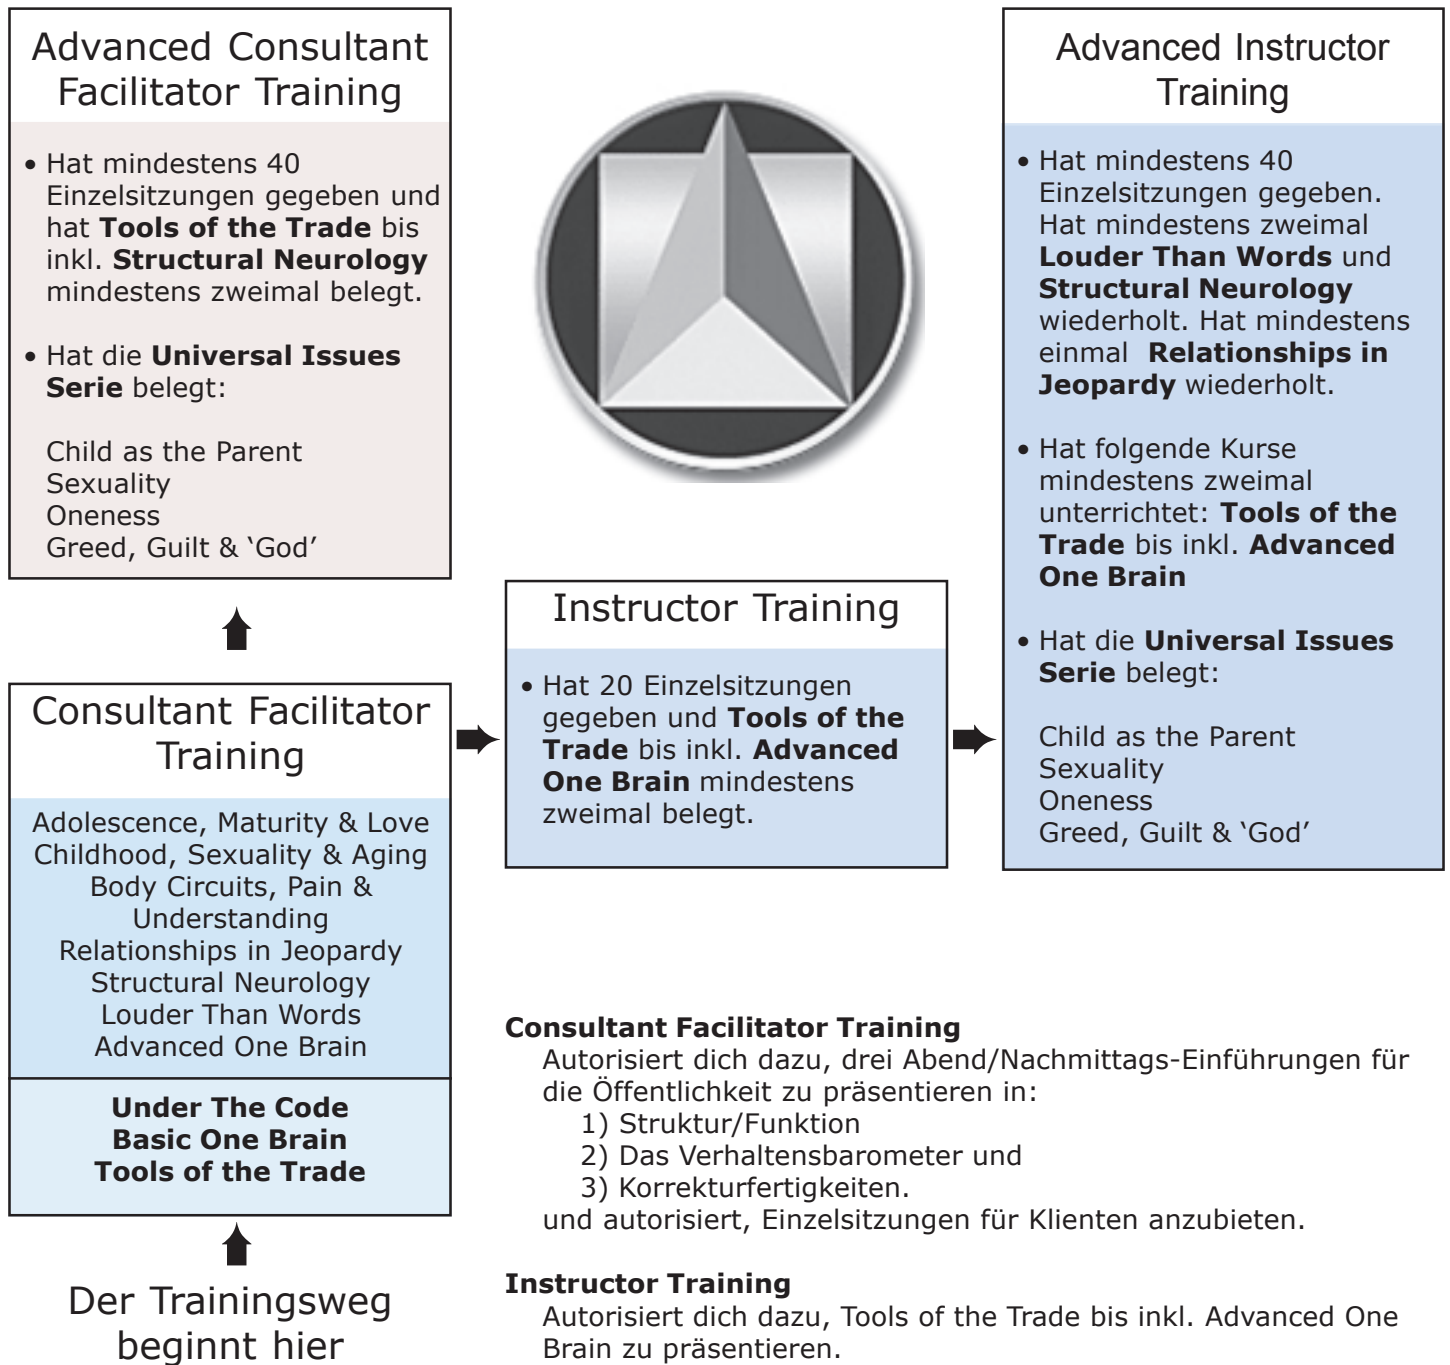 Advanced Consultant
Facilitator Training
• Hat mindestens 40
Einzelsitzungen gegeben und
hat Tools of the Trade bis
inkl. Structural Neurology
mindestens zweimal belegt.
• Hat die Universal Issues
Serie belegt:
Child as the Parent
Sexuality
Oneness
Greed, Guilt & ‘God’
Consultant Facilitator
Training
Adolescence, Maturity & Love
Childhood, Sexuality & Aging
Body Circuits, Pain &
Understanding
Relationships in Jeopardy
Structural Neurology
Louder Than Words
Advanced One Brain
Under The Code
Basic One Brain
Tools of the Trade
Der Trainingsweg
beginnt hier
Instructor Training
• Hat 20 Einzelsitzungen
gegeben und Tools of the
Trade bis inkl. Advanced
One Brain mindestens
zweimal belegt.
Advanced Instructor
Training
• Hat mindestens 40
Einzelsitzungen gegeben.
Hat mindestens zweimal
Louder Than Words und
Structural Neurology
wiederholt. Hat mindestens
einmal Relationships in
Jeopardy wiederholt.
• Hat folgende Kurse
mindestens zweimal
unterrichtet: Tools of the
Trade bis inkl. Advanced
One Brain
• Hat die Universal Issues
Serie belegt:
Child as the Parent
Sexuality
Oneness
Greed, Guilt & ‘God’
Consultant Facilitator Training
Autorisiert dich dazu, drei Abend/Nachmittags-Einführungen für
die Öffentlichkeit zu präsentieren in:
1) Struktur/Funktion
2) Das Verhaltensbarometer und
3) Korrekturfertigkeiten.
und autorisiert, Einzelsitzungen für Klienten anzubieten.
Instructor Training
Autorisiert dich dazu, Tools of the Trade bis inkl. Advanced One
Brain zu präsentieren.